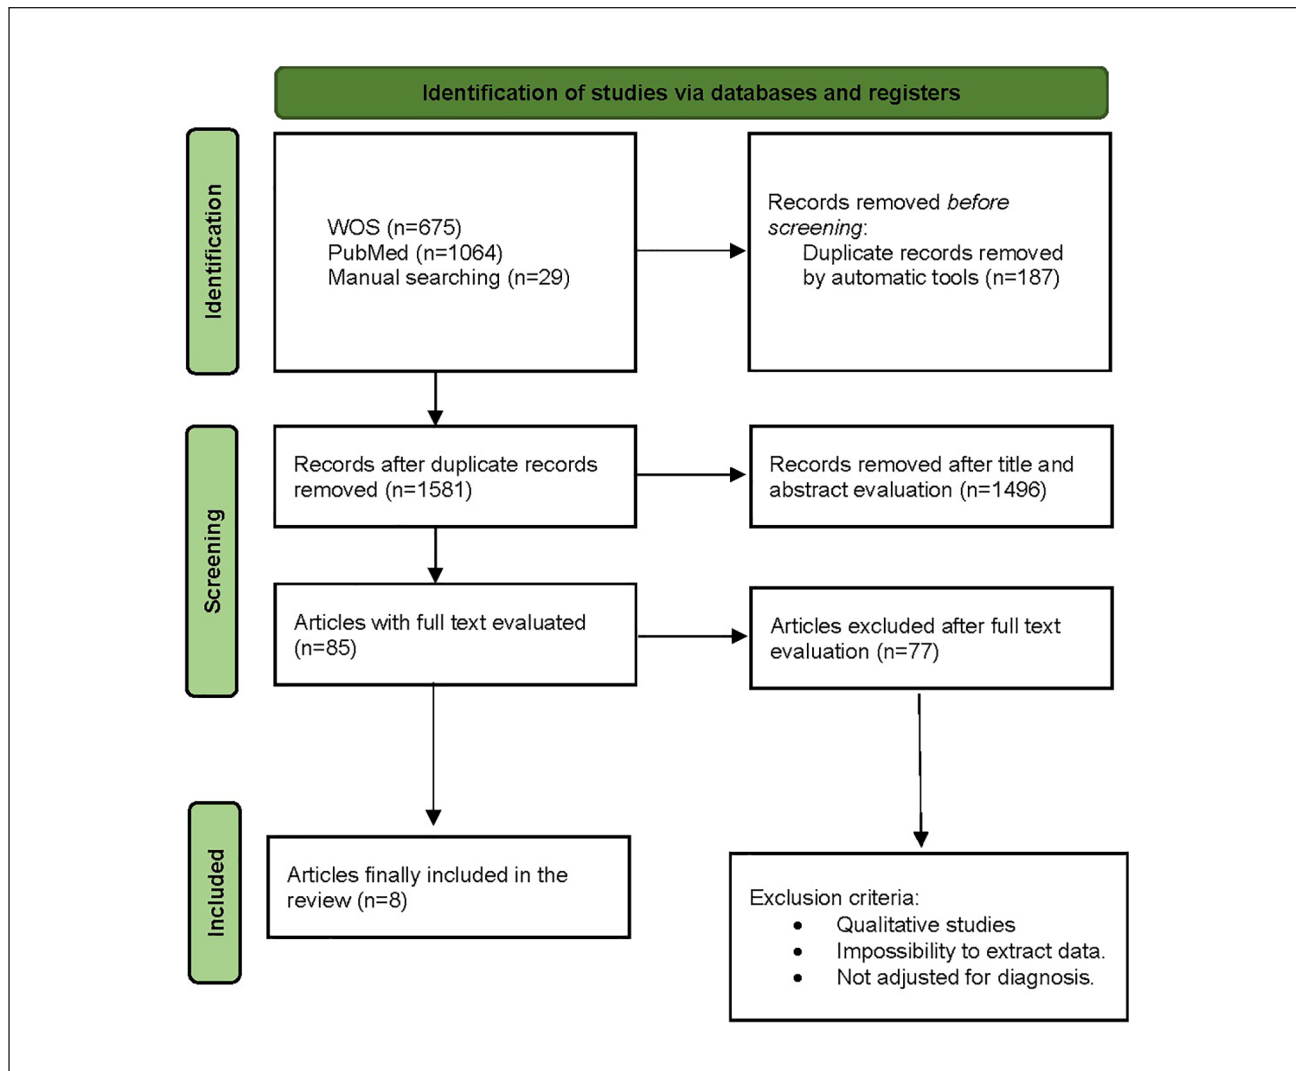 Identification of studies via databases and registers
Identification
WOS (n=675)
PubMed (n=1064)
Manual searching (n=29)
Records removed before
screening:
Duplicate records removed
by automatic tools (n=187)
Screening
Records after duplicate records
removed (n=1581)
Records removed after title and
abstract evaluation (n=1496)
Articles with full text evaluated
(n=85)
Articles excluded after full text
evaluation (n=77)
Included
Articles finally included in the
review (n=8)
Exclusion criteria:
• Qualitative studies
• Impossibility to extract data.
• Not adjusted for diagnosis.